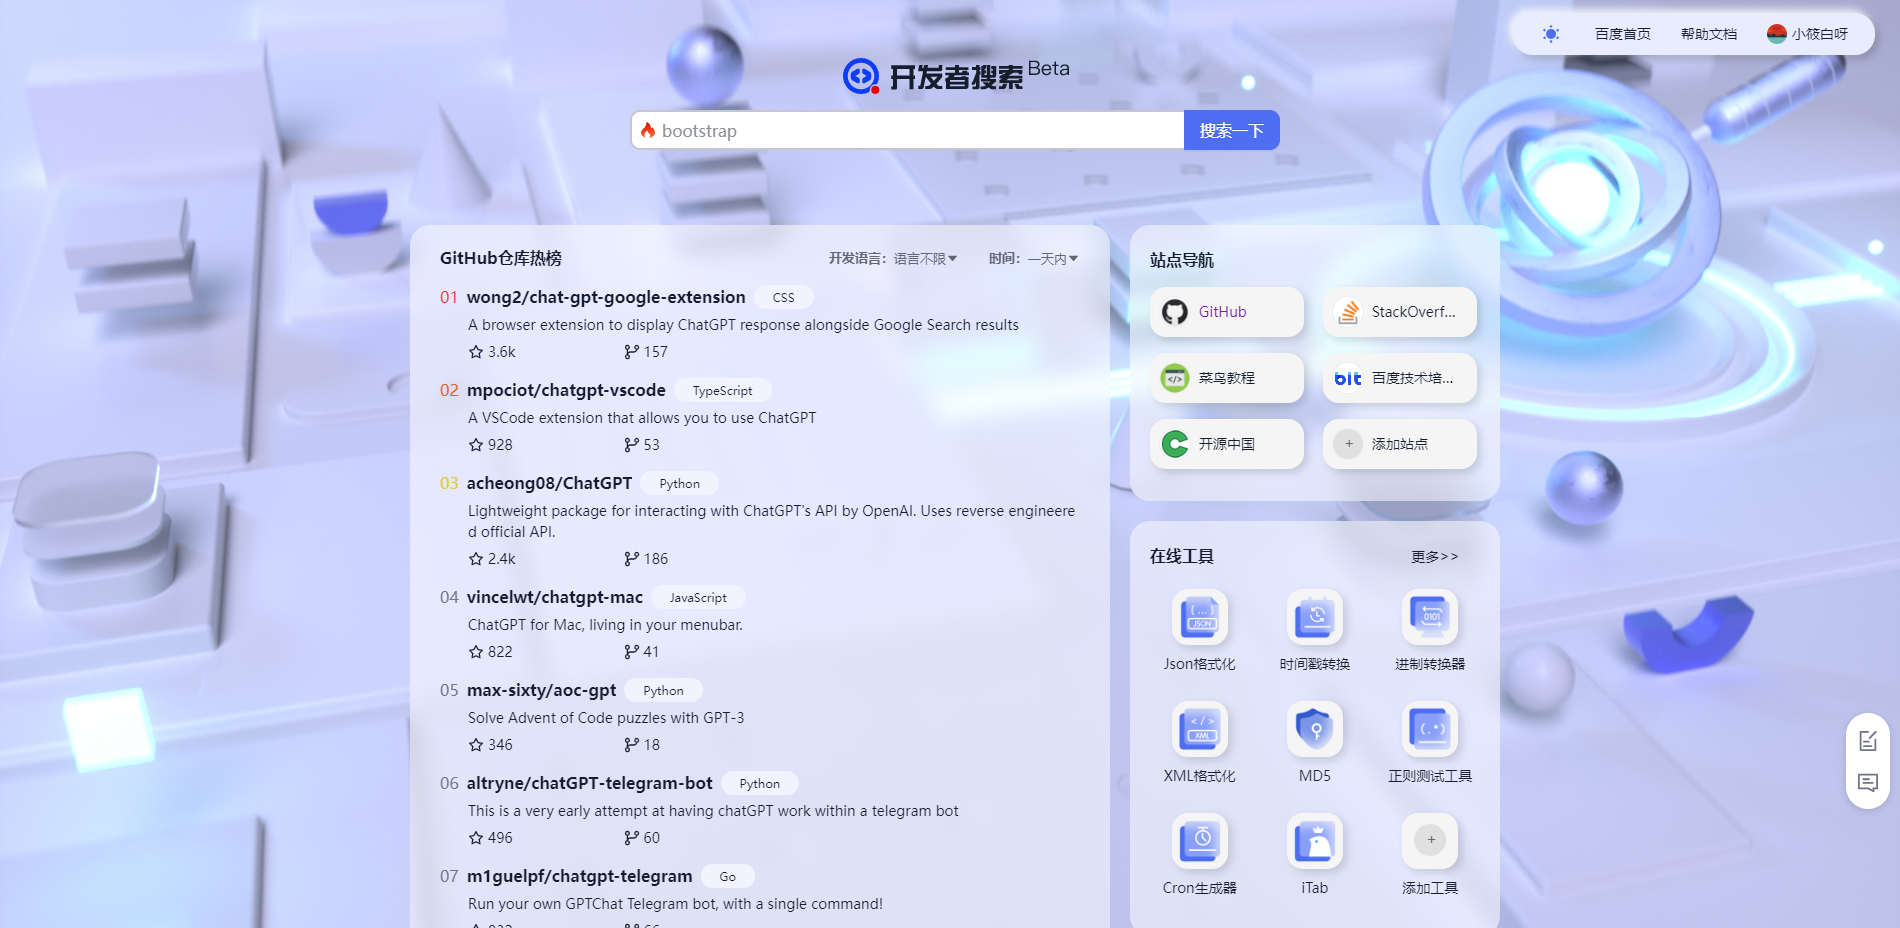 百度首页 帮助文档 小筱白呀
开发者搜索 Beta
bootstrap 搜索一下
GitHub仓库热榜 开发语言：语言不限 时间：一天内
01 wong2/chat-gpt-google-extension CSS
A browser extension to display ChatGPT response alongside Google Search results
3.6k 157
02 mpociot/chatgpt-vscode TypeScript
A VSCode extension that allows you to use ChatGPT
928 53
03 acheong08/ChatGPT Python
Lightweight package for interacting with ChatGPT's API by OpenAI. Uses reverse engineere
d official API.
2.4k 186
04 vincelwt/chatgpt-mac JavaScript
ChatGPT for Mac, living in your menubar.
822 41
05 max-sixty/aoc-gpt Python
Solve Advent of Code puzzles with GPT-3
346 18
06 altryne/chatGPT-telegram-bot Python
This is a very early attempt at having chatGPT work within a telegram bot
496 60
07 m1guelpf/chatgpt-telegram Go
Run your own GPTChat Telegram bot, with a single command!
站点导航
GitHub StackOverf...
菜鸟教程 bit 百度技术培...
开源中国 + 添加站点
在线工具 更多>>
{...} JSON 0101
Json格式化 时间戳转换 进制转换器
</> XML (.*)
XML格式化 MD5 正则测试工具
+
Cron生成器 iTab 添加工具